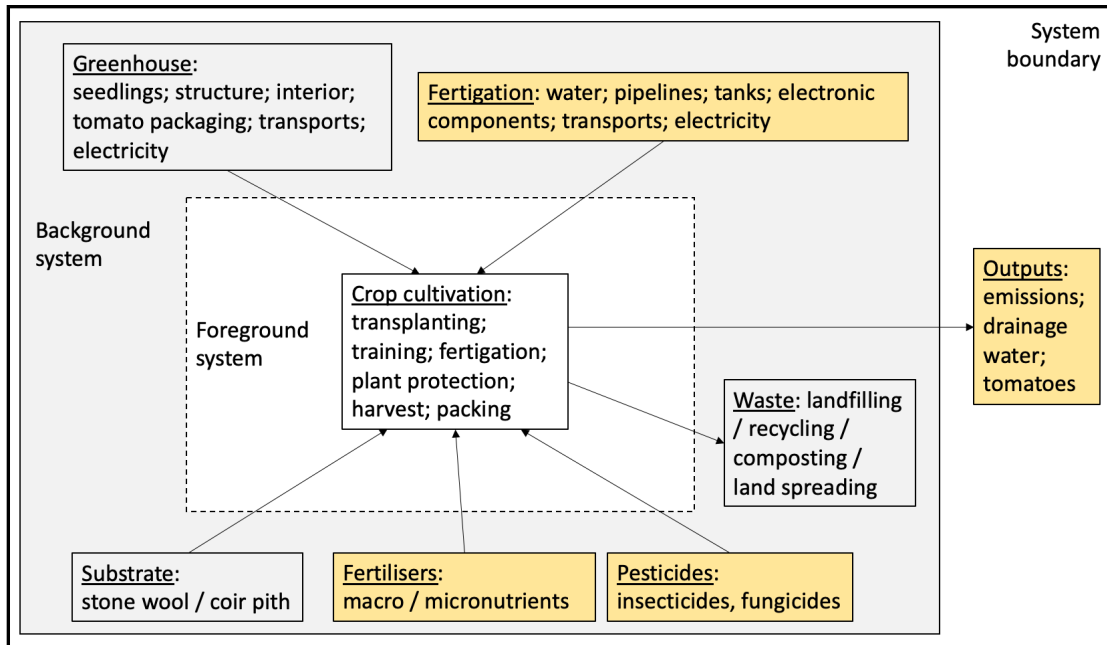 System
boundary
Greenhouse:
seedlings; structure; interior;
tomato packaging; transports;
electricity
Fertigation: water; pipelines; tanks; electronic
components; transports; electricity
Background
system
Foreground
system
Crop cultivation:
transplanting;
training; fertigation;
plant protection;
harvest; packing
Outputs:
emissions;
drainage
water;
tomatoes
Waste: landfilling
/ recycling /
composting /
land spreading
Substrate:
stone wool / coir pith
Fertilisers:
macro / micronutrients
Pesticides:
insecticides, fungicides